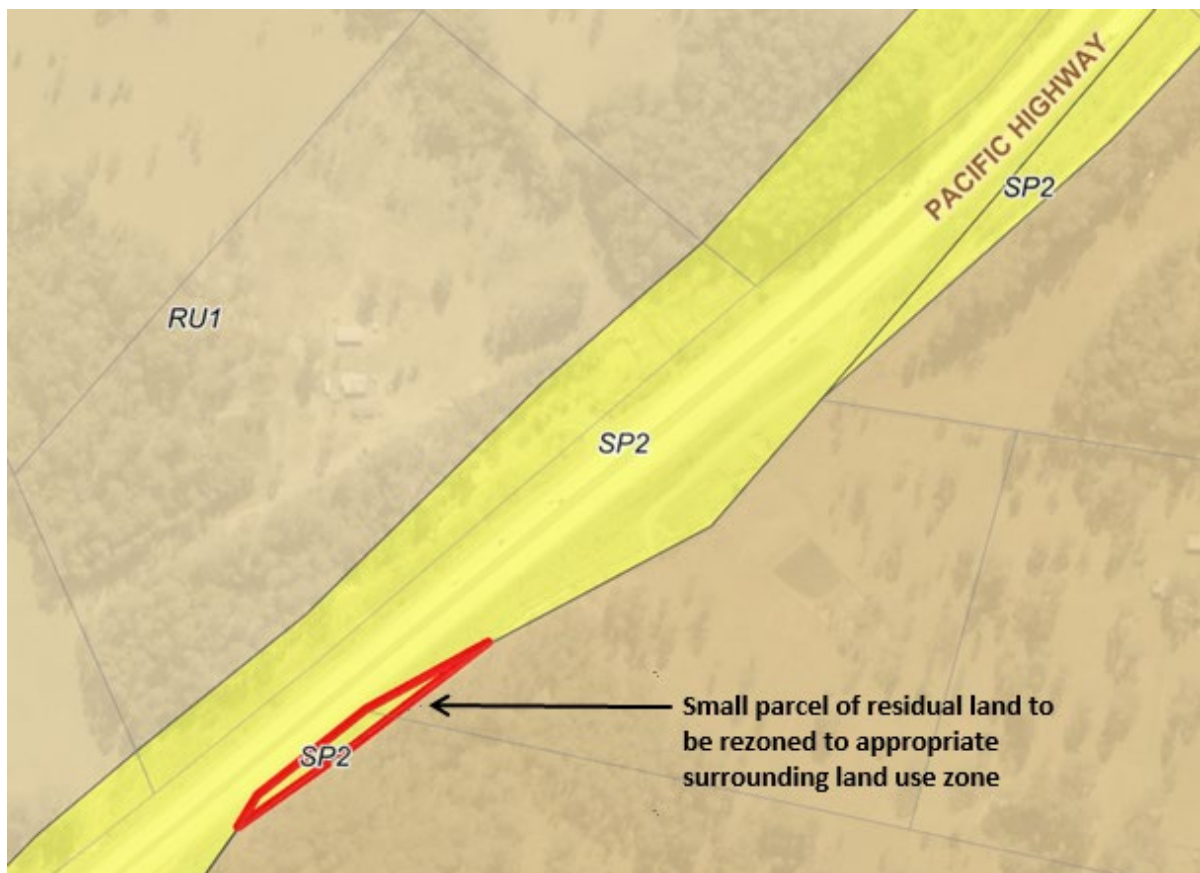 PACIFIC HIGHWAY
SP2
RU1
SP2
Small parcel of residual land to
be rezoned to appropriate
surrounding land use zone
SP2